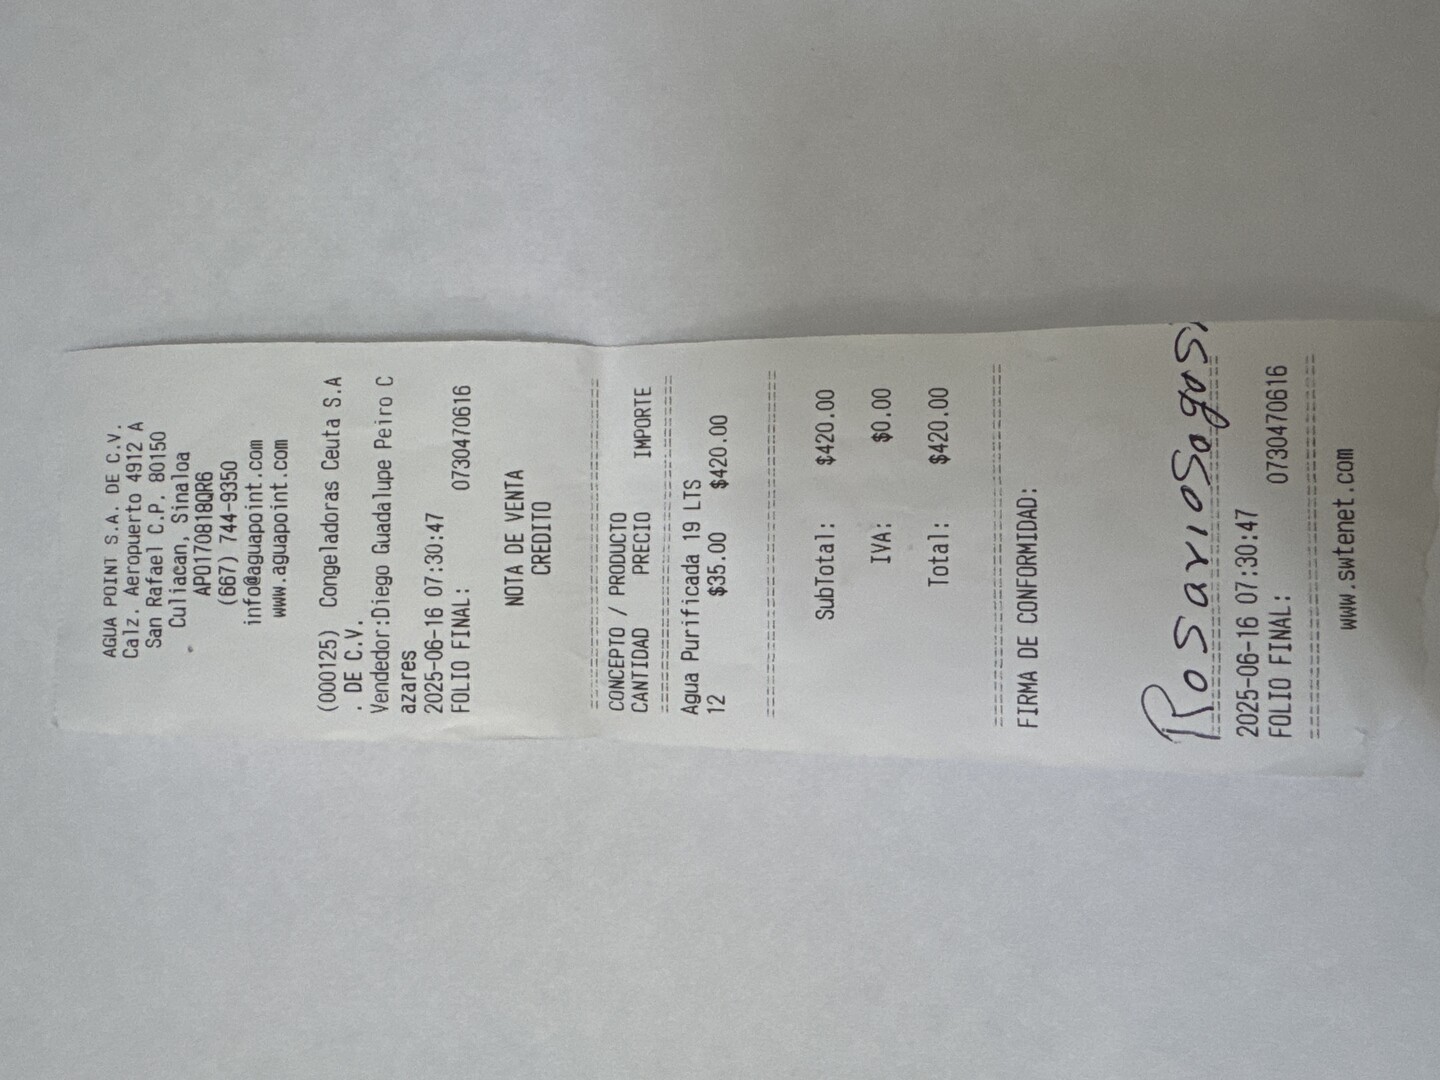 AGUA POINT S.A. DE C.V.
Calz. Aeropuerto 4912 A
San Rafael C.P. 80150
Culiacan, Sinaloa
APO170818QR6
(667) 744-9350
info@aguapoint.com
www.aguapoint.com
(000125) Congeladoras Ceuta S.A
. DE C.V.
Vendedor:Diego Guadalupe Peiro C
azares
2025-06-16 07:30:47
FOLIO FINAL: 0730470616
NOTA DE VENTA
CREDITO
================================
CONCEPTO / PRODUCTO
CANTIDAD PRECIO IMPORTE
================================
Agua Purificada 19 LTS
12 $35.00 $420.00
================================
SubTotal: $420.00
IVA: $0.00
Total: $420.00
================================
FIRMA DE CONFORMIDAD:
Rosario
================================
2025-06-16 07:30:47
FOLIO FINAL: 0730470616
================================
www.swtenet.com